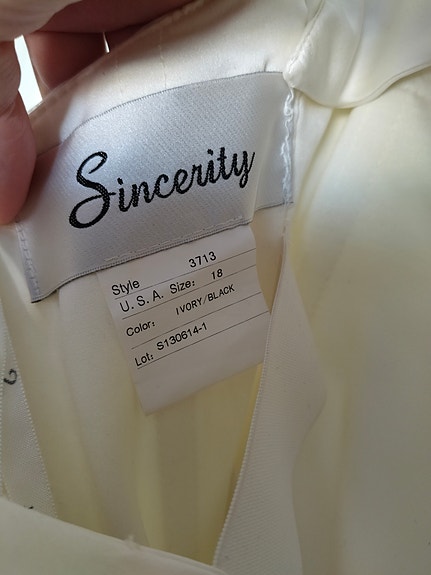 Sincerity
Style 3713
U.S.A. Size: 18
Color: IVORY/BLACK
Lot: S130614-1